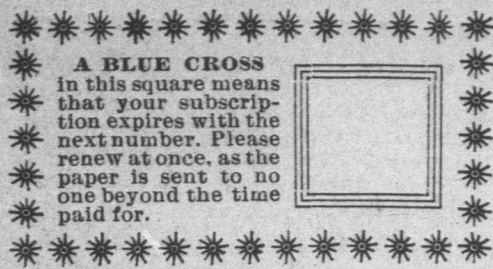 A BLUE CROSS
in this square means
that your subscrip-
tion expires with the
next number. Please
renew at once, as the
paper is sent to no
one beyond the time
paid for.